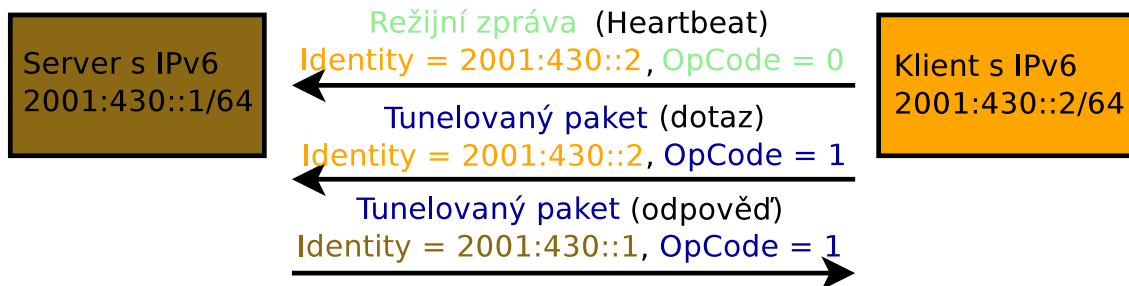 Režijní zpráva (Heartbeat)
Identity = 2001:430::2, OpCode = 0
Server s IPv6
2001:430::1/64
Klient s IPv6
2001:430::2/64
Tunelovaný paket (dotaz)
Identity = 2001:430::2, OpCode = 1
Tunelovaný paket (odpověď)
Identity = 2001:430::1, OpCode = 1